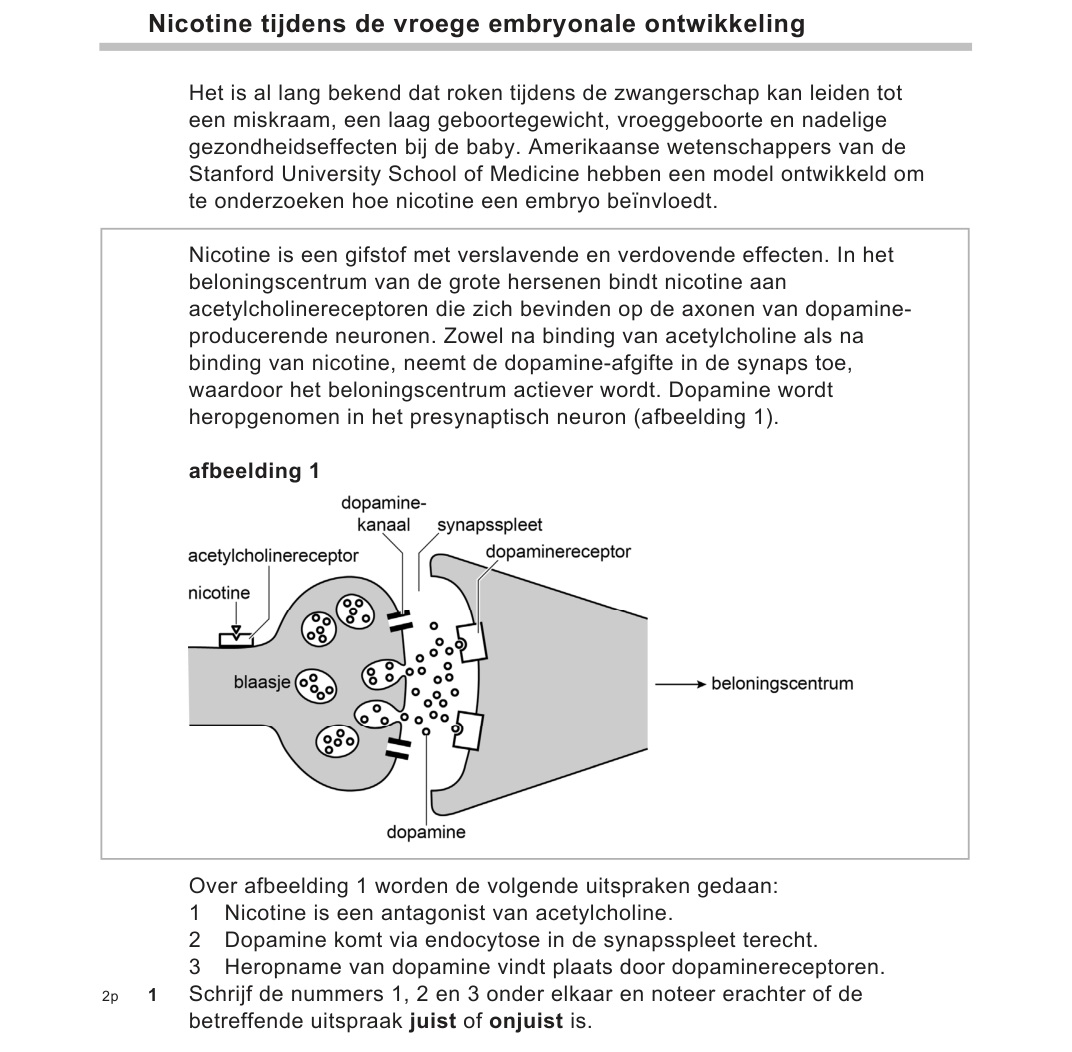 Nicotine tijdens de vroege embryonale ontwikkeling
Het is al lang bekend dat roken tijdens de zwangerschap kan leiden tot
een miskraam, een laag geboortegewicht, vroeggeboorte en nadelige
gezondheidseffecten bij de baby. Amerikaanse wetenschappers van de
Stanford University School of Medicine hebben een model ontwikkeld om
te onderzoeken hoe nicotine een embryo beïnvloedt.
Nicotine is een gifstof met verslavende en verdovende effecten. In het
beloningscentrum van de grote hersenen bindt nicotine aan
acetylcholinereceptoren die zich bevinden op de axonen van dopamine-
producerende neuronen. Zowel na binding van acetylcholine als na
binding van nicotine, neemt de dopamine-afgifte in de synaps toe,
waardoor het beloningscentrum actiever wordt. Dopamine wordt
heropgenomen in het presynaptisch neuron (afbeelding 1).
afbeelding 1
dopamine-
kanaal
synapsspleet
acetylcholinereceptor
dopaminereceptor
nicotine
blaasje
beloningscentrum
dopamine
Over afbeelding 1 worden de volgende uitspraken gedaan:
1 Nicotine is een antagonist van acetylcholine.
2 Dopamine komt via endocytose in de synapsspleet terecht.
3 Heropname van dopamine vindt plaats door dopaminereceptoren.
2p 1 Schrijf de nummers 1, 2 en 3 onder elkaar en noteer erachter of de
betreffende uitspraak juist of onjuist is.